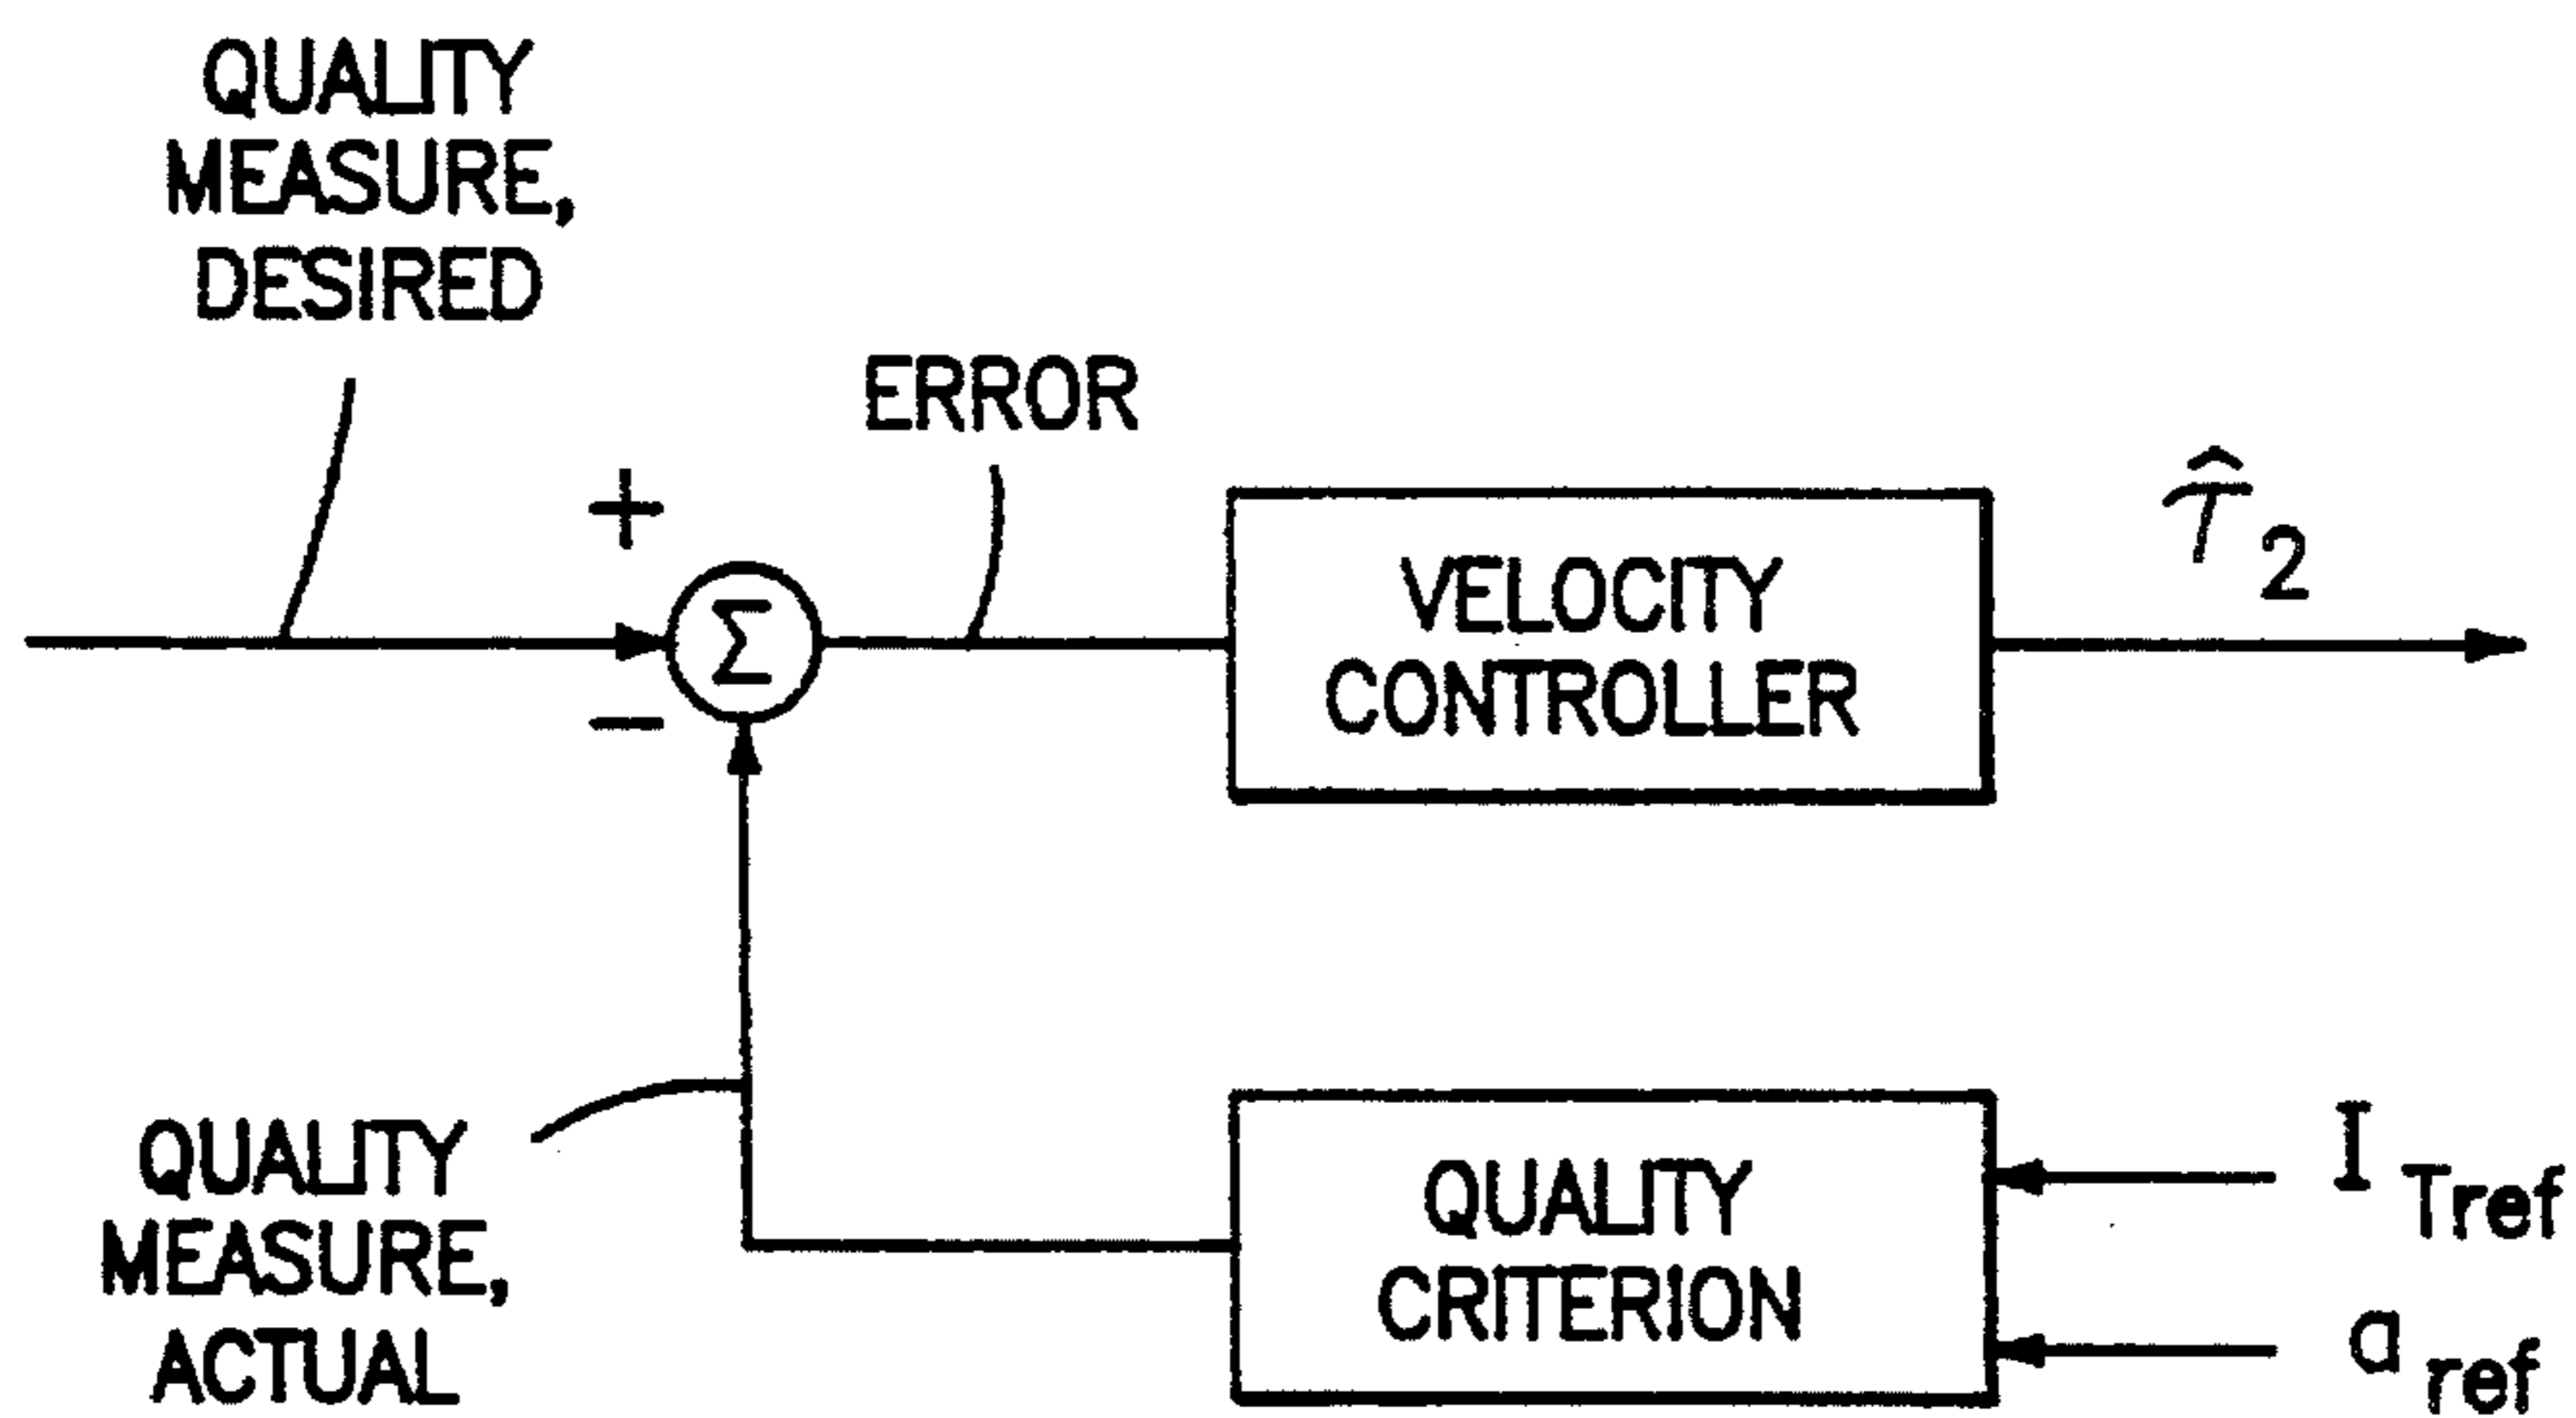 QUALITY
MEASURE,
DESIRED
ERROR
+
Σ
−
VELOCITY
CONTROLLER
τ̂ 2
QUALITY
MEASURE,
ACTUAL
QUALITY
CRITERION
I Tref
a ref